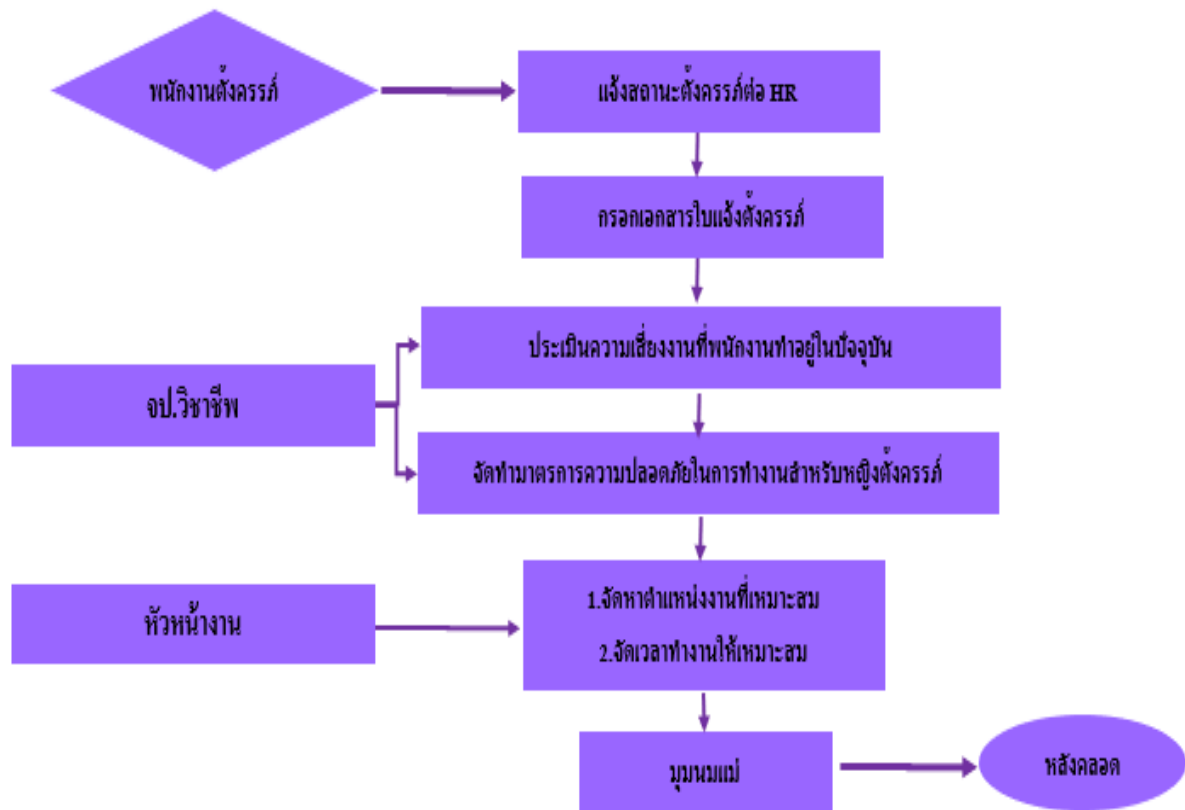 พนักงานตั้งครรภ์
แจ้งสถานะตั้งครรภ์ต่อ HR
กรอกเอกสารใบแจ้งตั้งครรภ์
ประเมินความเสี่ยงงานที่พนักงานทำอยู่ในปัจจุบัน
จป.วิชาชีพ
จัดทำมาตรการความปลอดภัยในการทำงานสำหรับหญิงตั้งครรภ์
หัวหน้างาน
1.จัดหาตำแหน่งงานที่เหมาะสม
2.จัดเวลาทำงานให้เหมาะสม
มุมนมแม่
หลังคลอด